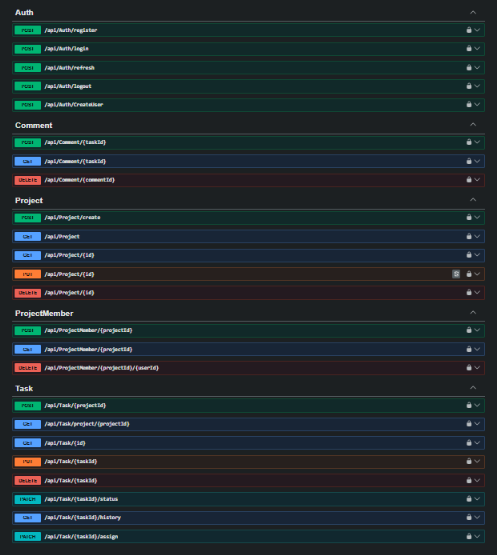 Auth
POST /api/Auth/register
POST /api/Auth/login
POST /api/Auth/refresh
POST /api/Auth/logout
POST /api/Auth/CreateUser
Comment
POST /api/Comment/{taskId}
GET /api/Comment/{taskId}
DELETE /api/Comment/{commentId}
Project
POST /api/Project/create
GET /api/Project
GET /api/Project/{id}
PUT /api/Project/{id}
DELETE /api/Project/{id}
ProjectMember
POST /api/ProjectMember/{projectId}
GET /api/ProjectMember/{projectId}
DELETE /api/ProjectMember/{projectId}/{userId}
Task
POST /api/Task/{projectId}
GET /api/Task/project/{projectId}
GET /api/Task/{id}
PUT /api/Task/{taskId}
DELETE /api/Task/{taskId}
PATCH /api/Task/{taskId}/status
GET /api/Task/{taskId}/history
PATCH /api/Task/{taskId}/assign